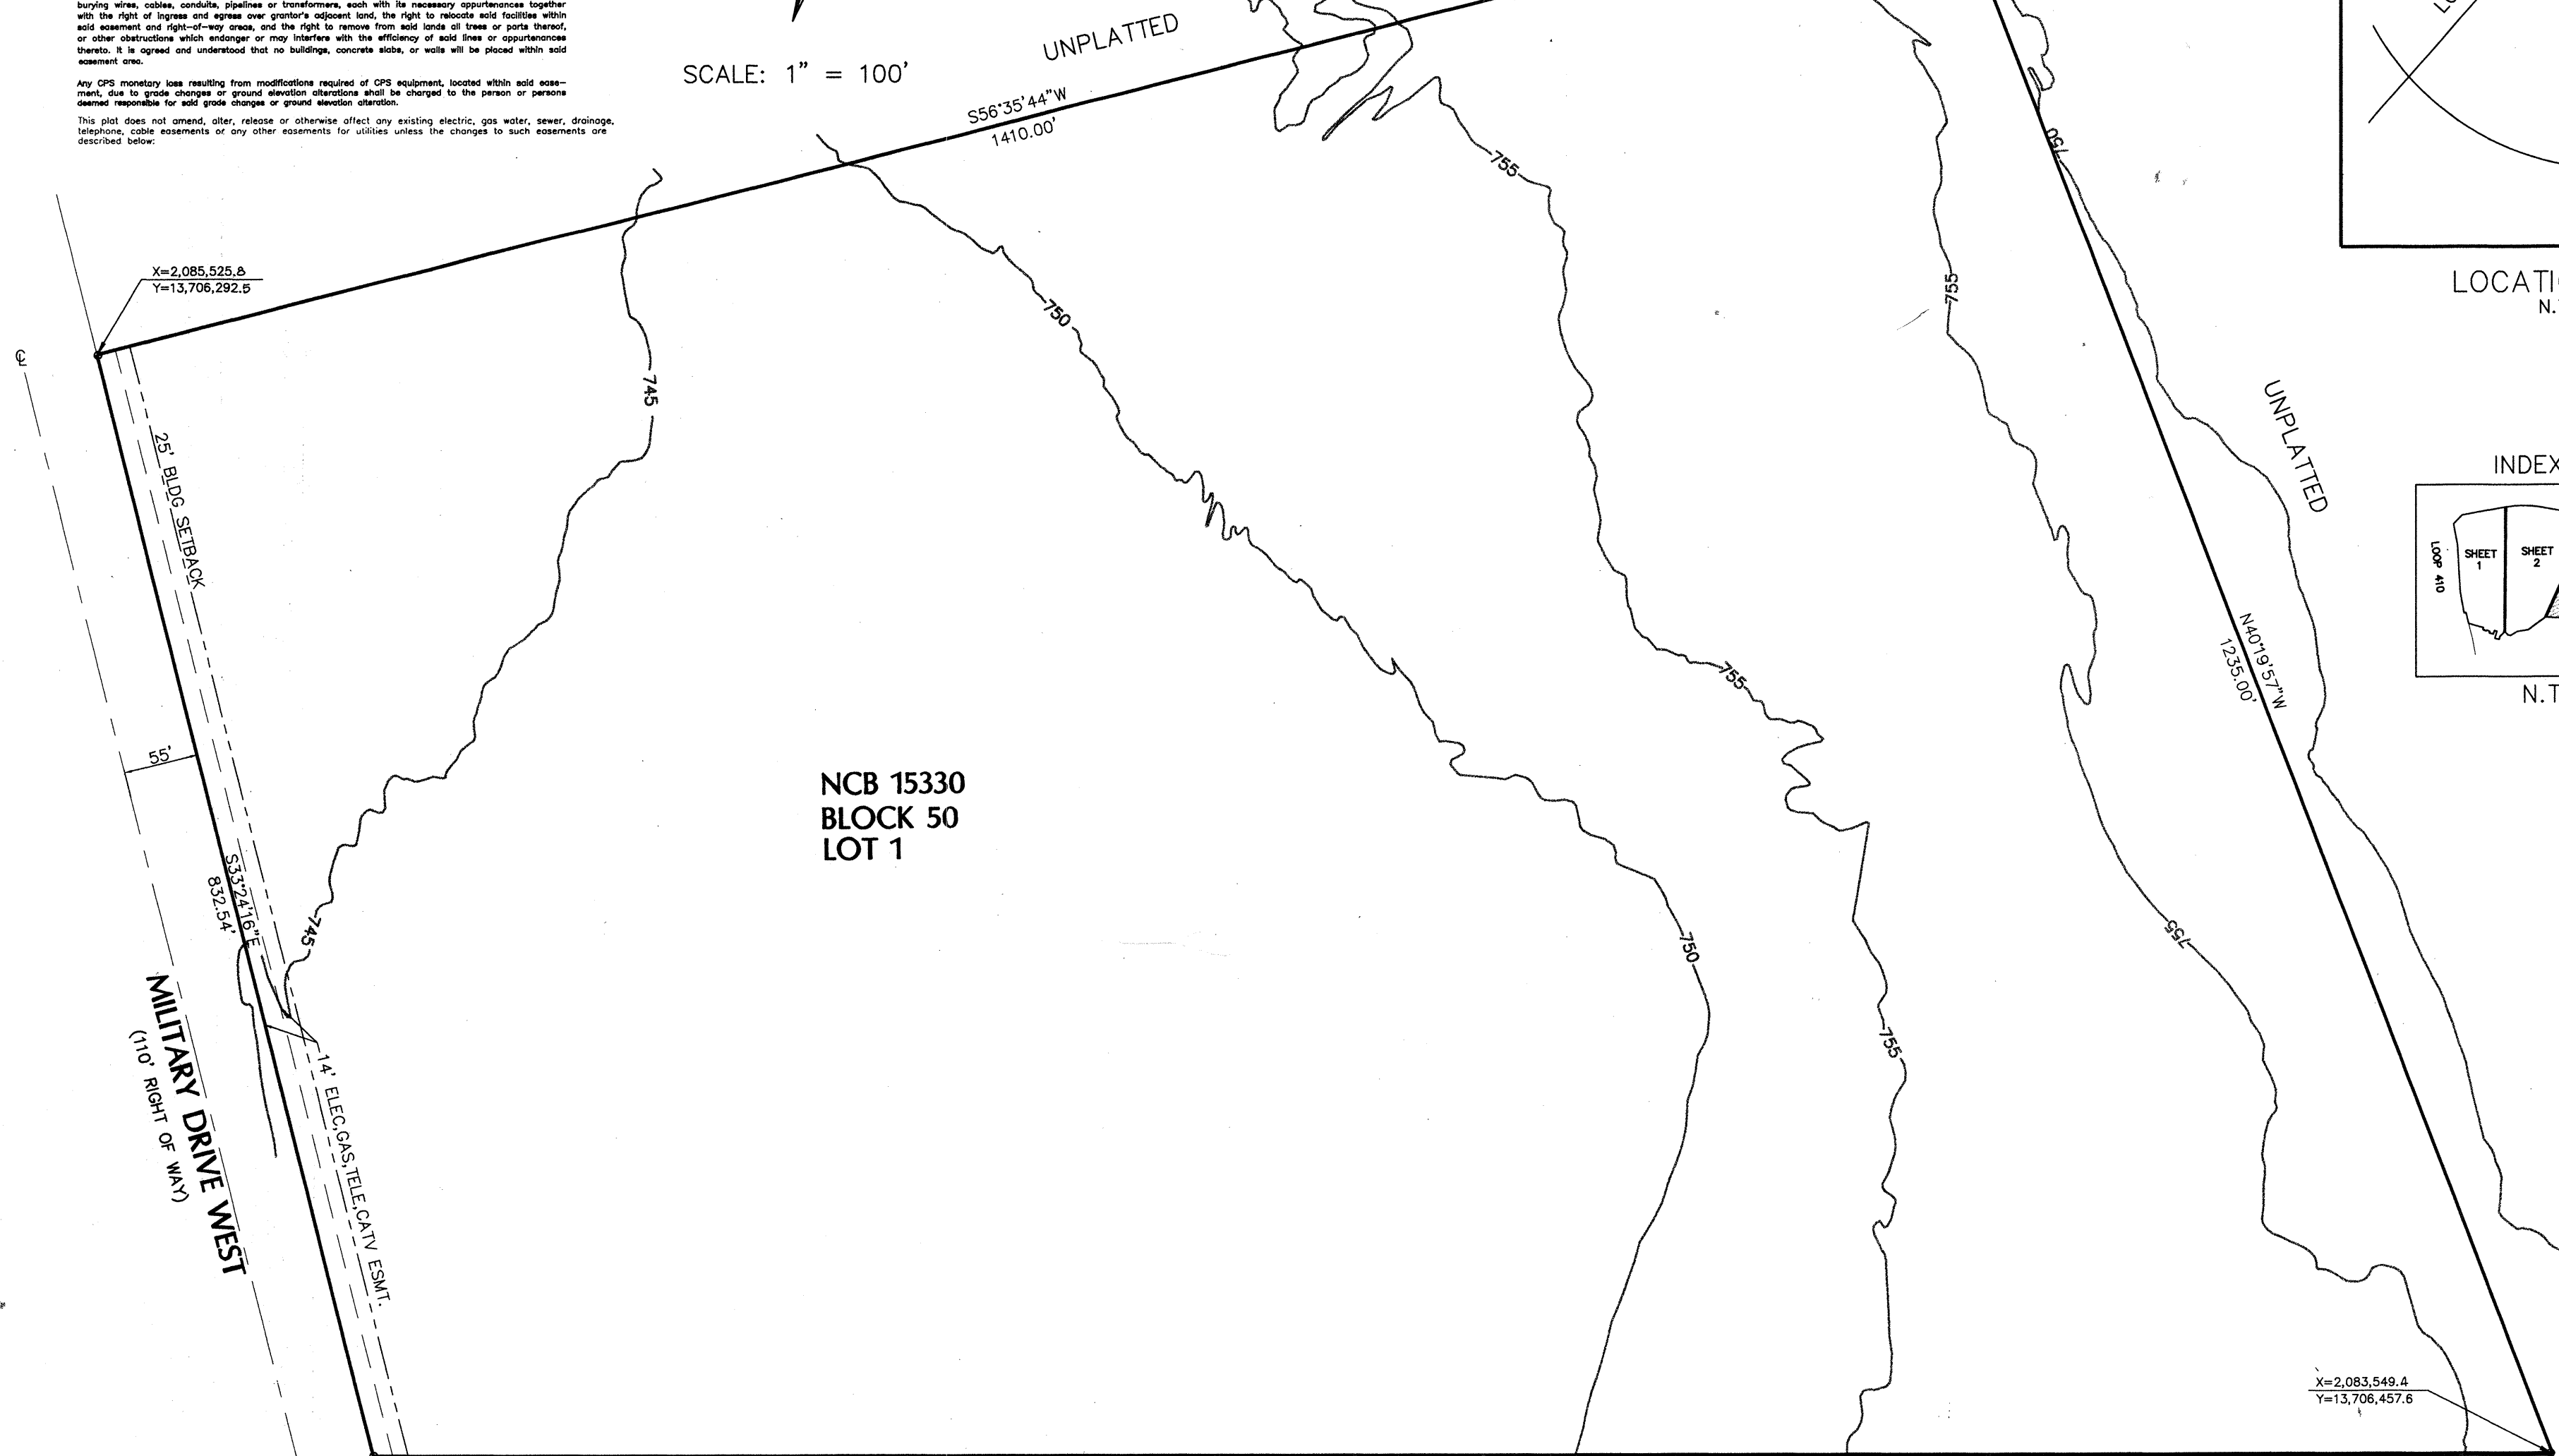 burying wires, cables, conduits, pipelines or transformers, each with its necessary appurtenances together
with the right of ingress and egress over grantor's adjacent land, the right to relocate said facilities within
said easement and right-of-way areas, and the right to remove from said lands all trees or parts thereof,
or other obstructions which endanger or may interfere with the efficiency of said lines or appurtenances
thereto. It is agreed and understood that no buildings, concrete slabs, or walls will be placed within said
easement area.
Any CPS monetary loss resulting from modifications required of CPS equipment, located within said ease-
ment, due to grade changes or ground elevation alterations shall be charged to the person or persons
deemed responsible for said grade changes or ground elevation alteration.
This plat does not amend, alter, release or otherwise affect any existing electric, gas water, sewer, drainage,
telephone, cable easements or any other easements for utilities unless the changes to such easements are
described below:
SCALE: 1" = 100'
UNPLATTED
S56°35'44"W
1410.00'
755
750
755
X=2,085,525.8
Y=13,706,292.5
750
745
℄
25' BLDG SETBACK
LOCATI
N.
UNPLATTED
INDEX
LOOP 410
SHEET
1
SHEET
2
N.T
N40°19'57"W
1235.00'
755
55'
NCB 15330
BLOCK 50
LOT 1
S33°24'16"E
832.54'
745
750
755
755
MILITARY DRIVE WEST
(110' RIGHT OF WAY)
14' ELEC,GAS,TELE,CATV ESMT.
X=2,083,549.4
Y=13,706,457.6